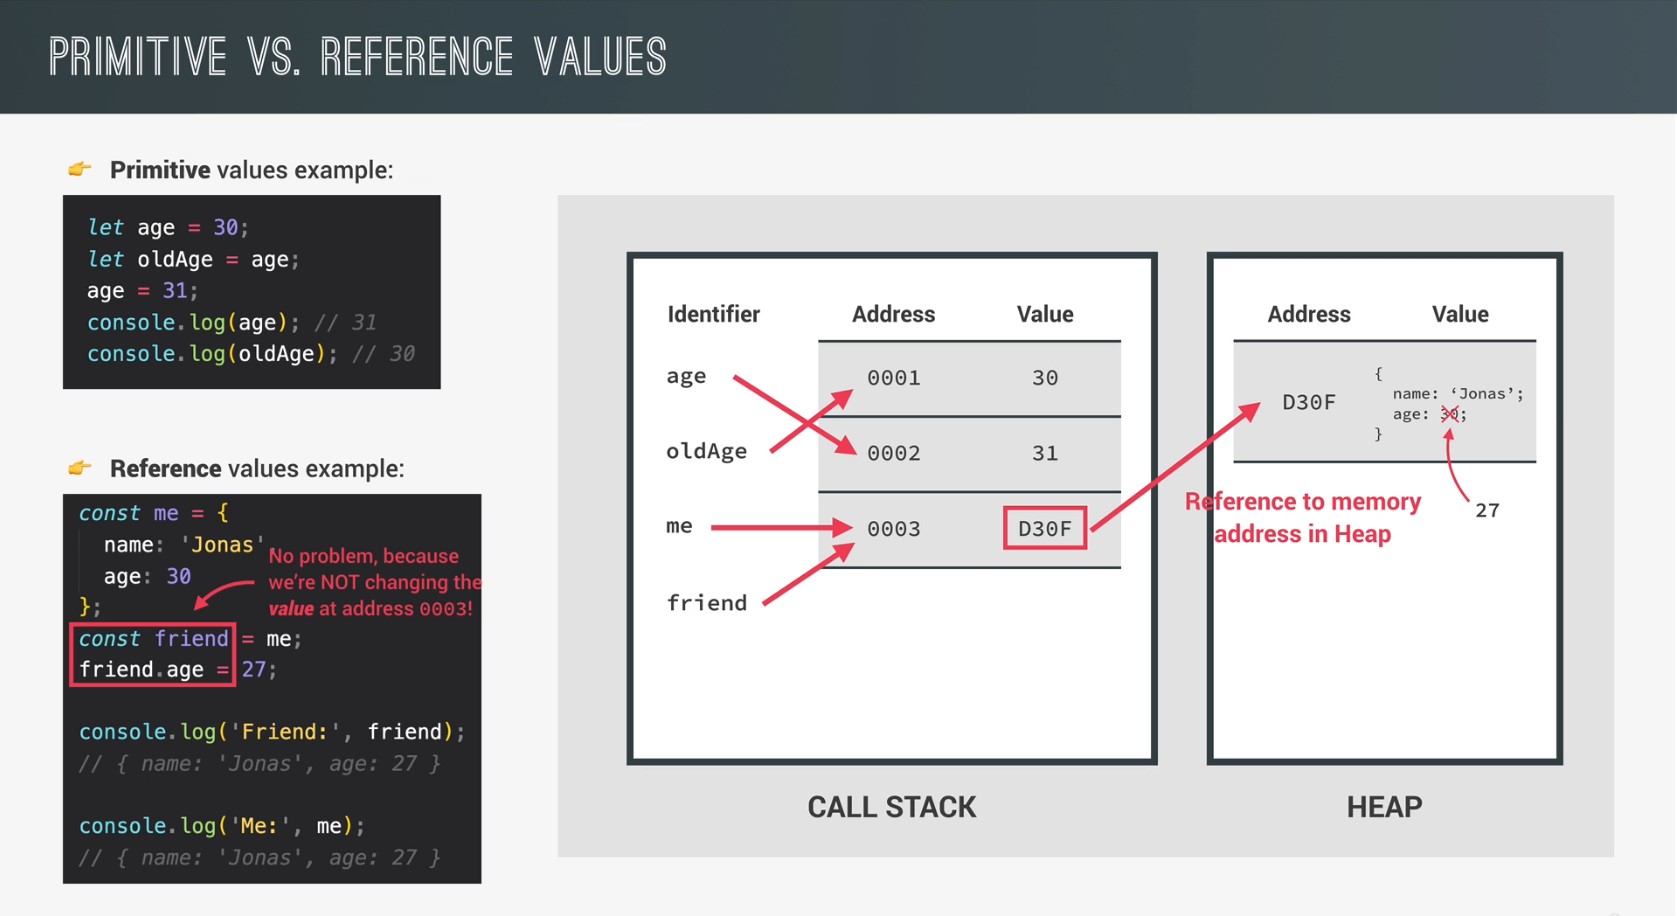 PRIMITIVE VS. REFERENCE VALUES
👉 Primitive values example:
let age = 30;
let oldAge = age;
age = 31;
console.log(age); // 31
console.log(oldAge); // 30
👉 Reference values example:
const me = {
name: 'Jonas'
age: 30
};
const friend = me;
friend.age = 27;
console.log('Friend:', friend);
// { name: 'Jonas', age: 27 }
console.log('Me:', me);
// { name: 'Jonas', age: 27 }
No problem, because
we're NOT changing the
value at address 0003!
Identifier Address Value
age 0001 30
oldAge 0002 31
me 0003 D30F
friend
CALL STACK
Address Value
D30F
{
name: ‘Jonas’;
age: 30;
}
27
Reference to memory
address in Heap
HEAP